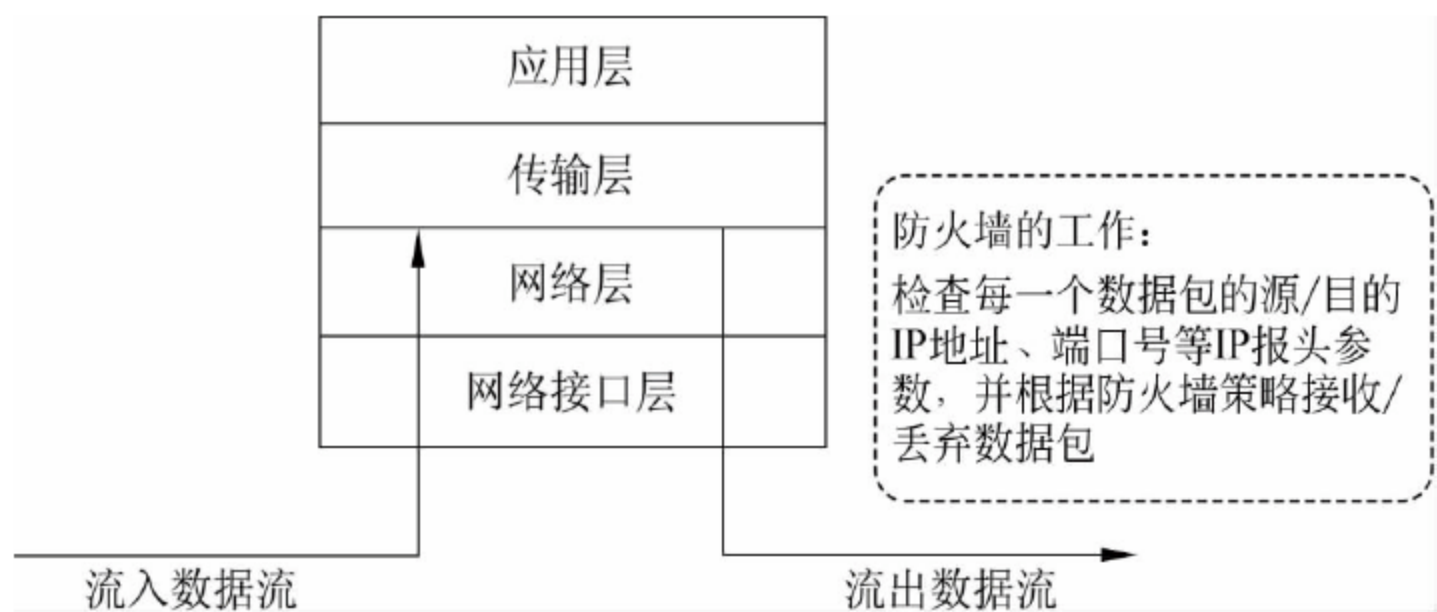 应用层
传输层
网络层
网络接口层
防火墙的工作：
检查每一个数据包的源/目的
IP地址、端口号等IP报头参
数，并根据防火墙策略接收/
丢弃数据包
流入数据流
流出数据流